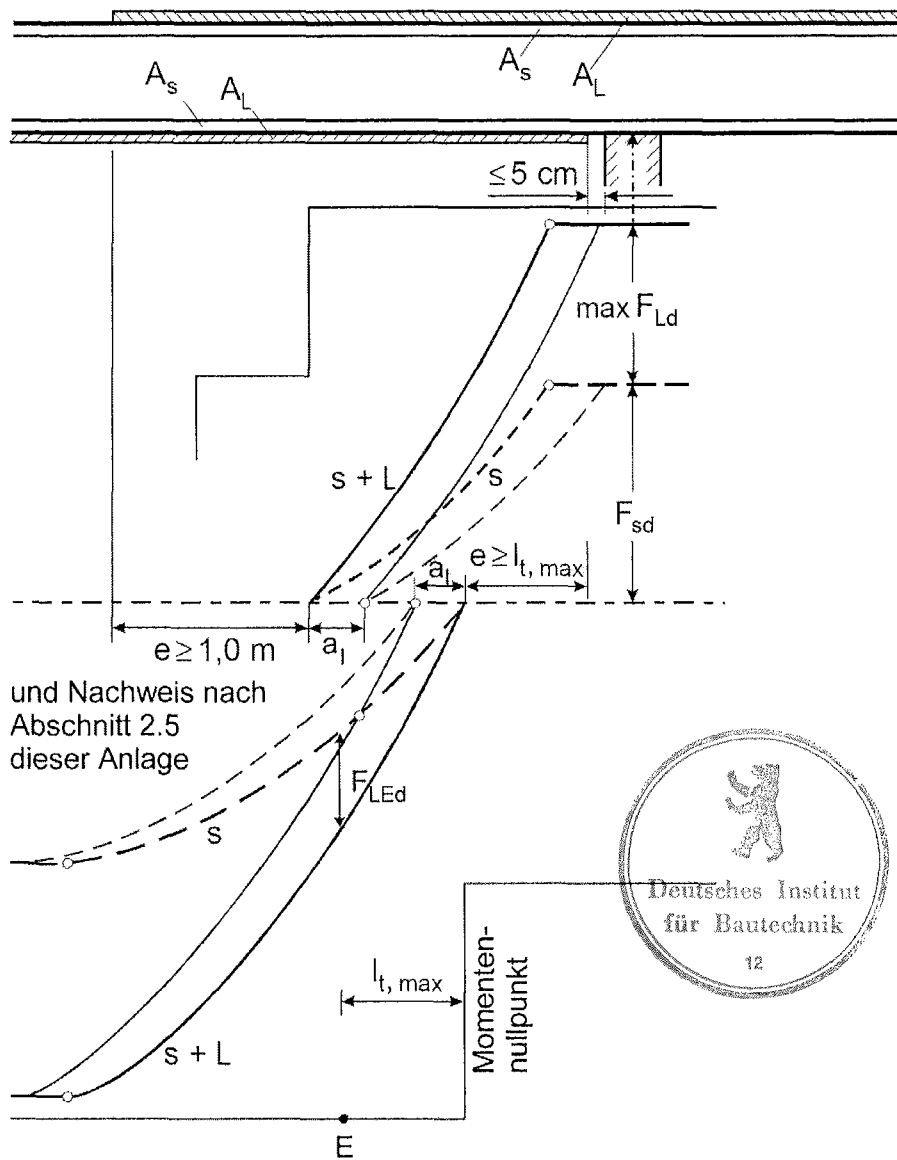 A_s
A_L
A_s
A_L
≤ 5 cm
max F_Ld
s + L
s
F_sd
a_l
e ≥ l_t, max
e ≥ 1,0 m
a_l
und Nachweis nach
Abschnitt 2.5
dieser Anlage
F_LEd
s
Deutsches Institut
für Bautechnik
12
l_t, max
Momenten-
nullpunkt
s + L
E